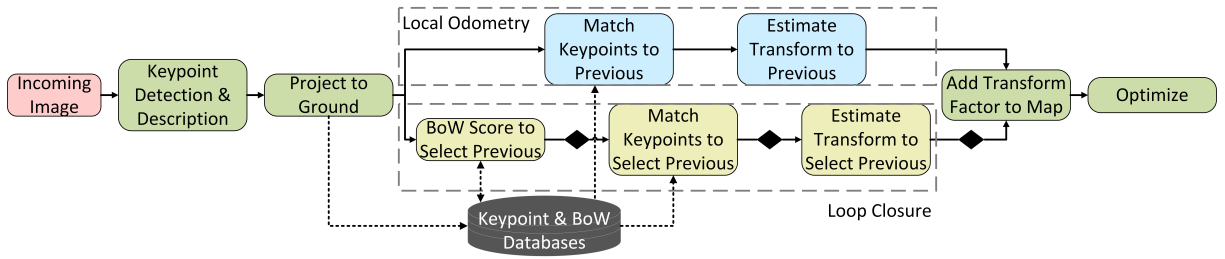 Local Odometry
Incoming
Image
Keypoint
Detection &
Description
Project to
Ground
Match
Keypoints to
Previous
Estimate
Transform to
Previous
BoW Score to
Select Previous
Match
Keypoints to
Select Previous
Estimate
Transform to
Select Previous
Add Transform
Factor to Map
Optimize
Keypoint & BoW
Databases
Loop Closure